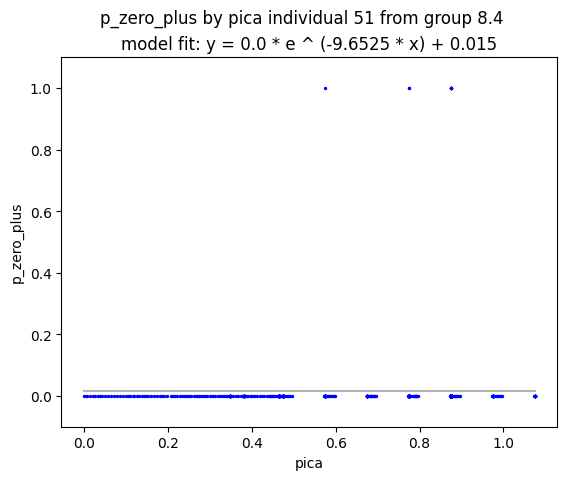 p_zero_plus by pica individual 51 from group 8.4
model fit: y = 0.0 * e ^ (-9.6525 * x) + 0.015
1.0
0.8
0.6
0.4
0.2
0.0
p_zero_plus
0.0 0.2 0.4 0.6 0.8 1.0
pica